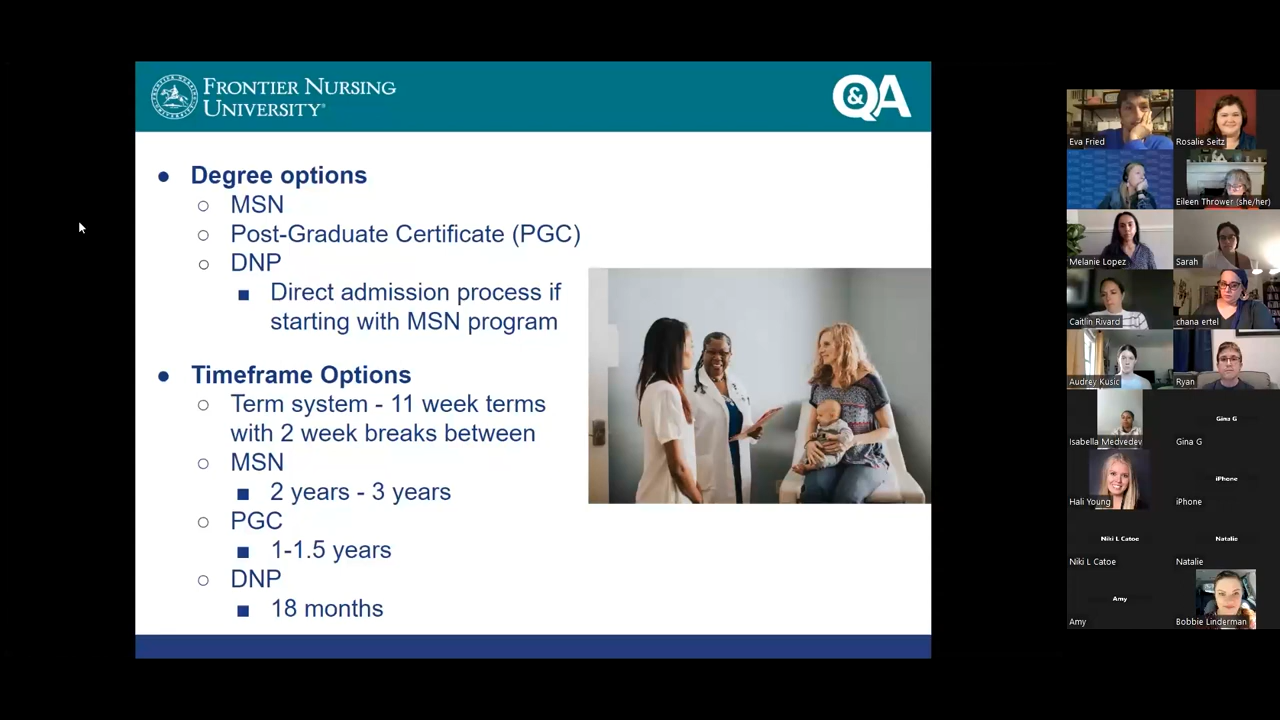 FRONTIER NURSING
UNIVERSITY®
Q&A
● Degree options
○ MSN
○ Post-Graduate Certificate (PGC)
○ DNP
■ Direct admission process if
starting with MSN program
● Timeframe Options
○ Term system - 11 week terms
with 2 week breaks between
○ MSN
■ 2 years - 3 years
○ PGC
■ 1-1.5 years
○ DNP
■ 18 months
Eva Fried
Rosalie Seitz
Eileen Thrower (she/her)
Melanie Lopez
Sarah
Caitlin Rivard
chana ertel
Audrey Kusic
Ryan
Isabella Medvedev
Gina G
Gina G
Hali Young
iPhone
iPhone
Niki L Catoe
Niki L Catoe
Natalie
Natalie
Amy
Amy
Bobbie Linderman